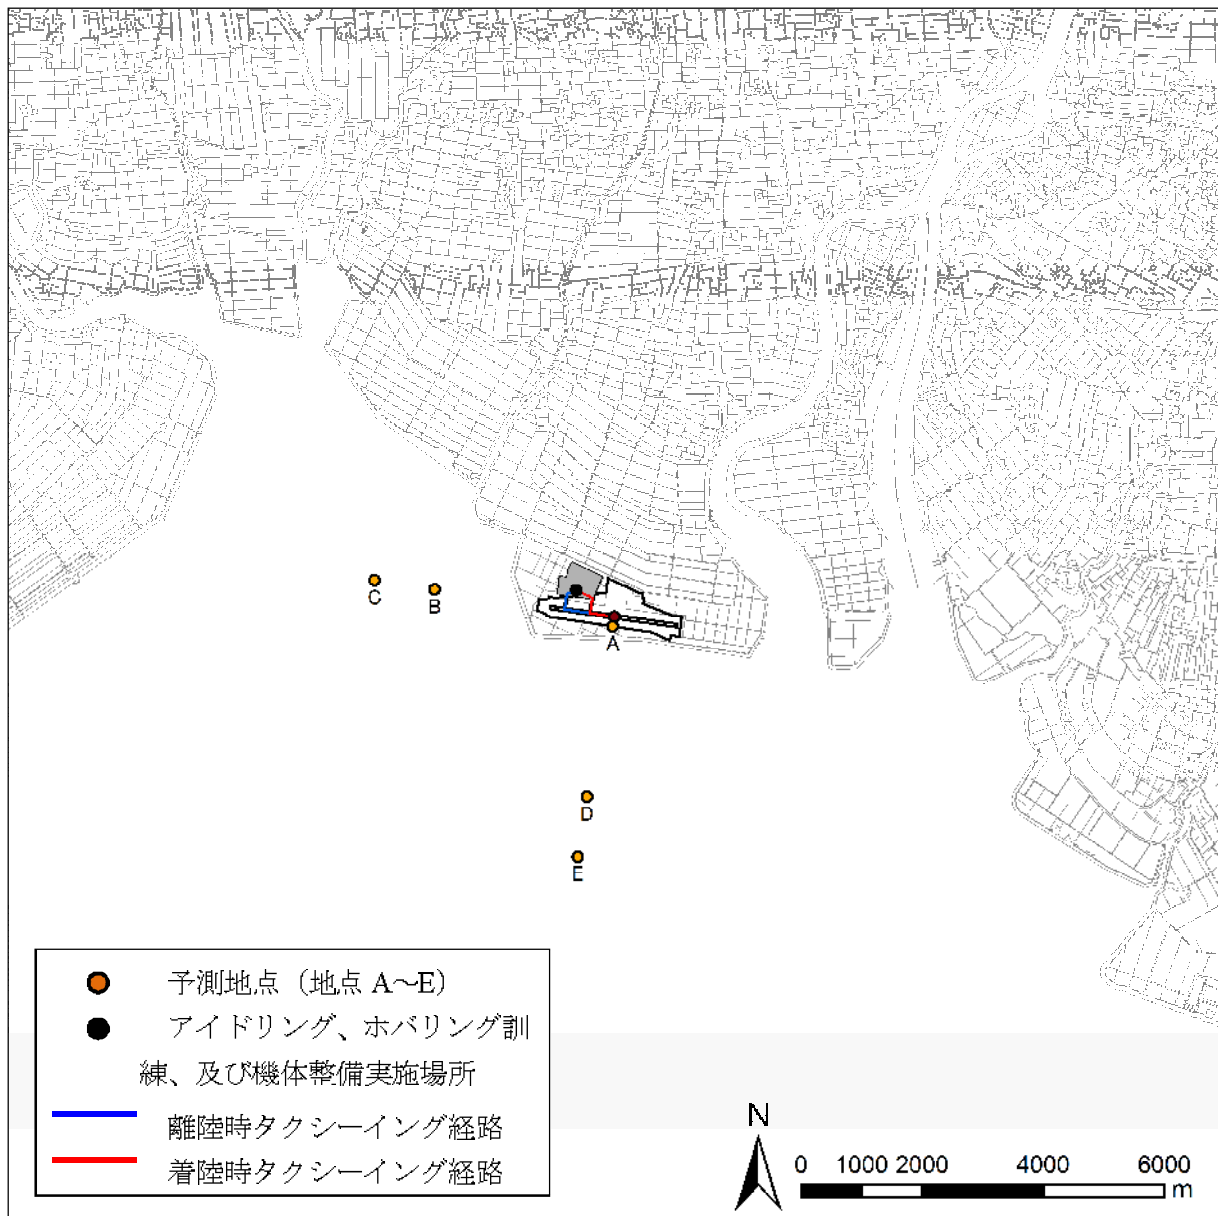 C
B
A
D
E
予測地点（地点 A～E）
アイドリング、ホバリング訓
練、及び機体整備実施場所
離陸時タクシーイング経路
着陸時タクシーイング経路
N
0 1000 2000 4000 6000
m